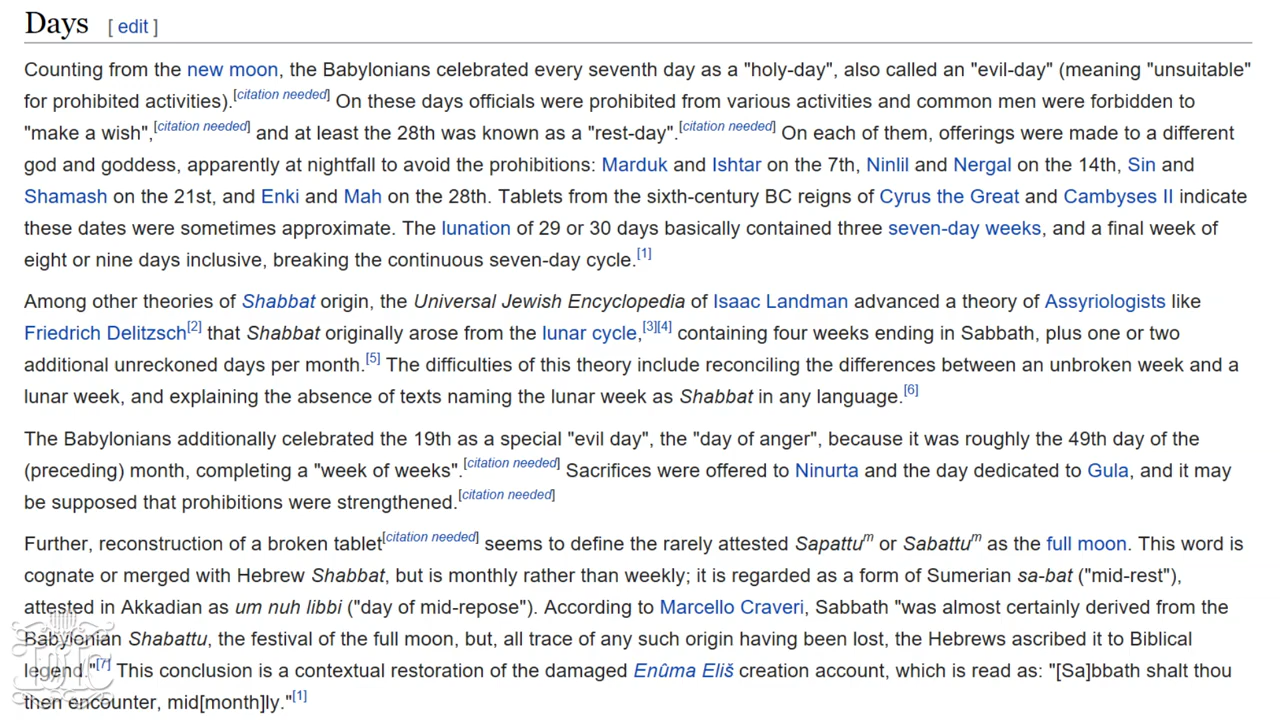 Days [ edit ]
Counting from the new moon, the Babylonians celebrated every seventh day as a "holy-day", also called an "evil-day" (meaning "unsuitable"
for prohibited activities).[citation needed] On these days officials were prohibited from various activities and common men were forbidden to
"make a wish",[citation needed] and at least the 28th was known as a "rest-day".[citation needed] On each of them, offerings were made to a different
god and goddess, apparently at nightfall to avoid the prohibitions: Marduk and Ishtar on the 7th, Ninlil and Nergal on the 14th, Sin and
Shamash on the 21st, and Enki and Mah on the 28th. Tablets from the sixth-century BC reigns of Cyrus the Great and Cambyses II indicate
these dates were sometimes approximate. The lunation of 29 or 30 days basically contained three seven-day weeks, and a final week of
eight or nine days inclusive, breaking the continuous seven-day cycle.[1]
Among other theories of Shabbat origin, the Universal Jewish Encyclopedia of Isaac Landman advanced a theory of Assyriologists like
Friedrich Delitzsch[2] that Shabbat originally arose from the lunar cycle,[3][4] containing four weeks ending in Sabbath, plus one or two
additional unreckoned days per month.[5] The difficulties of this theory include reconciling the differences between an unbroken week and a
lunar week, and explaining the absence of texts naming the lunar week as Shabbat in any language.[6]
The Babylonians additionally celebrated the 19th as a special "evil day", the "day of anger", because it was roughly the 49th day of the
(preceding) month, completing a "week of weeks".[citation needed] Sacrifices were offered to Ninurta and the day dedicated to Gula, and it may
be supposed that prohibitions were strengthened.[citation needed]
Further, reconstruction of a broken tablet[citation needed] seems to define the rarely attested Sapattum or Sabattum as the full moon. This word is
cognate or merged with Hebrew Shabbat, but is monthly rather than weekly; it is regarded as a form of Sumerian sa-bat ("mid-rest"),
attested in Akkadian as um nuh libbi ("day of mid-repose"). According to Marcello Craveri, Sabbath "was almost certainly derived from the
Babylonian Shabattu, the festival of the full moon, but, all trace of any such origin having been lost, the Hebrews ascribed it to Biblical
legend."[7] This conclusion is a contextual restoration of the damaged Enûma Eliš creation account, which is read as: "[Sa]bbath shalt thou
then encounter, mid[month]ly."[1]